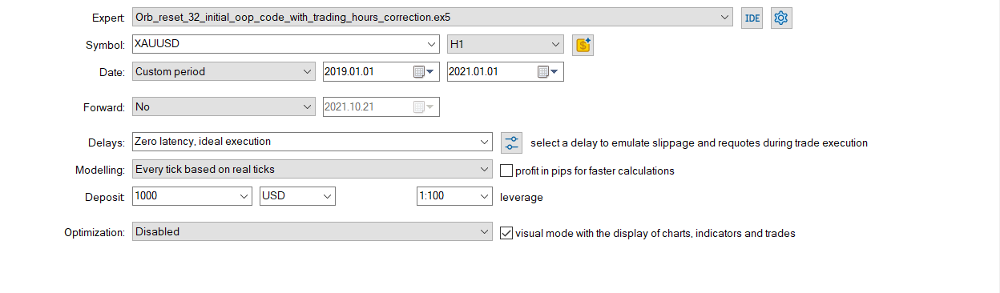 Expert: Orb_reset_32_initial_oop_code_with_trading_hours_correction.ex5 IDE
Symbol: XAUUSD H1
Date: Custom period 2019.01.01 2021.01.01
Forward: No 2021.10.21
Delays: Zero latency, ideal execution select a delay to emulate slippage and requotes during trade execution
Modelling: Every tick based on real ticks profit in pips for faster calculations
Deposit: 1000 USD 1:100 leverage
Optimization: Disabled visual mode with the display of charts, indicators and trades